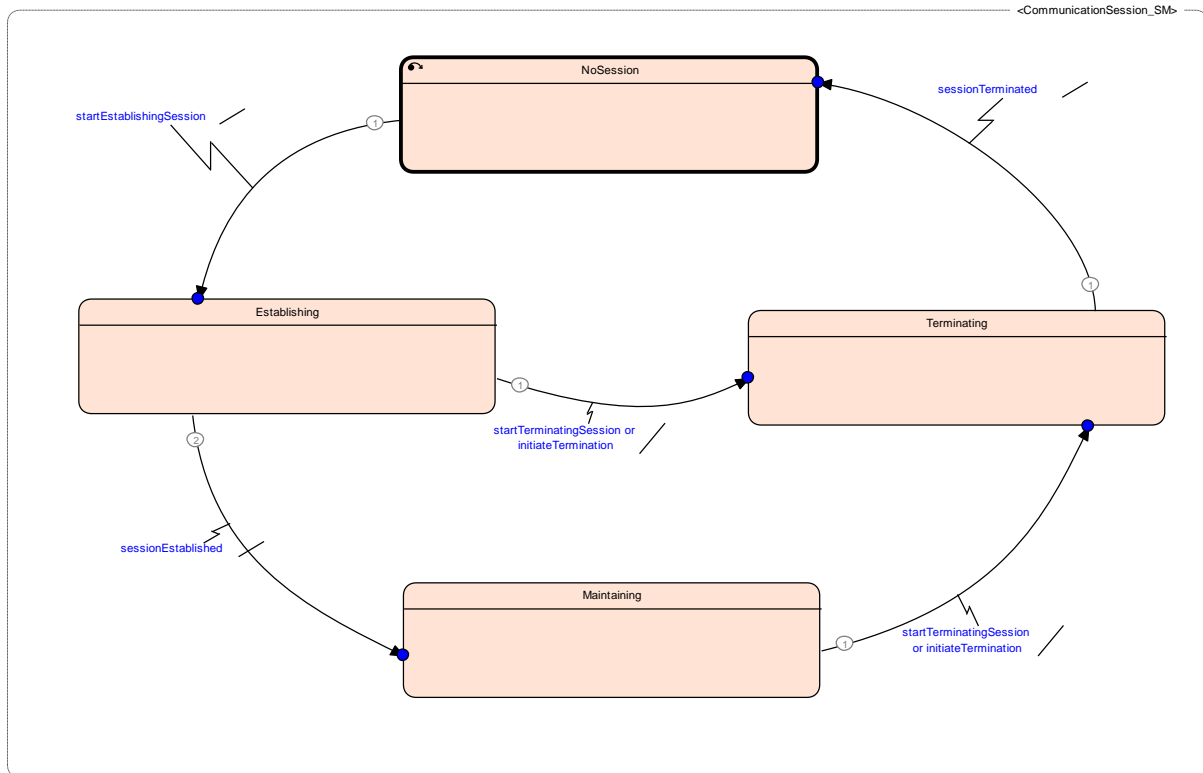 <CommunicationSession_SM>
NoSession
sessionTerminated
startEstablishingSession
1
1
Establishing
Terminating
1
startTerminatingSession or
initiateTermination
2
sessionEstablished
Maintaining
startTerminatingSession
or initiateTermination
1